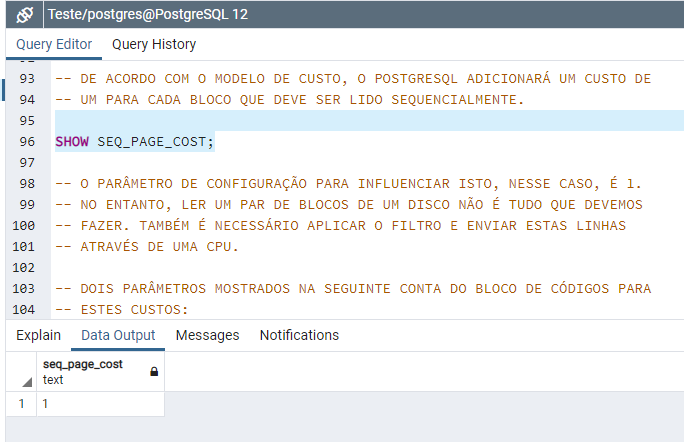 Teste/postgres@PostgreSQL 12
Query Editor Query History
93 -- DE ACORDO COM O MODELO DE CUSTO, O POSTGRESQL ADICIONARÁ UM CUSTO DE
94 -- UM PARA CADA BLOCO QUE DEVE SER LIDO SEQUENCIALMENTE.
95
96 SHOW SEQ_PAGE_COST;
97
98 -- O PARÂMETRO DE CONFIGURAÇÃO PARA INFLUENCIAR ISTO, NESSE CASO, É 1.
99 -- NO ENTANTO, LER UM PAR DE BLOCOS DE UM DISCO NÃO É TUDO QUE DEVEMOS
100 -- FAZER. TAMBÉM É NECESSÁRIO APLICAR O FILTRO E ENVIAR ESTAS LINHAS
101 -- ATRAVÉS DE UMA CPU.
102
103 -- DOIS PARÂMETROS MOSTRADOS NA SEGUINTE CONTA DO BLOCO DE CÓDIGOS PARA
104 -- ESTES CUSTOS:
Explain Data Output Messages Notifications
seq_page_cost
text
1 1